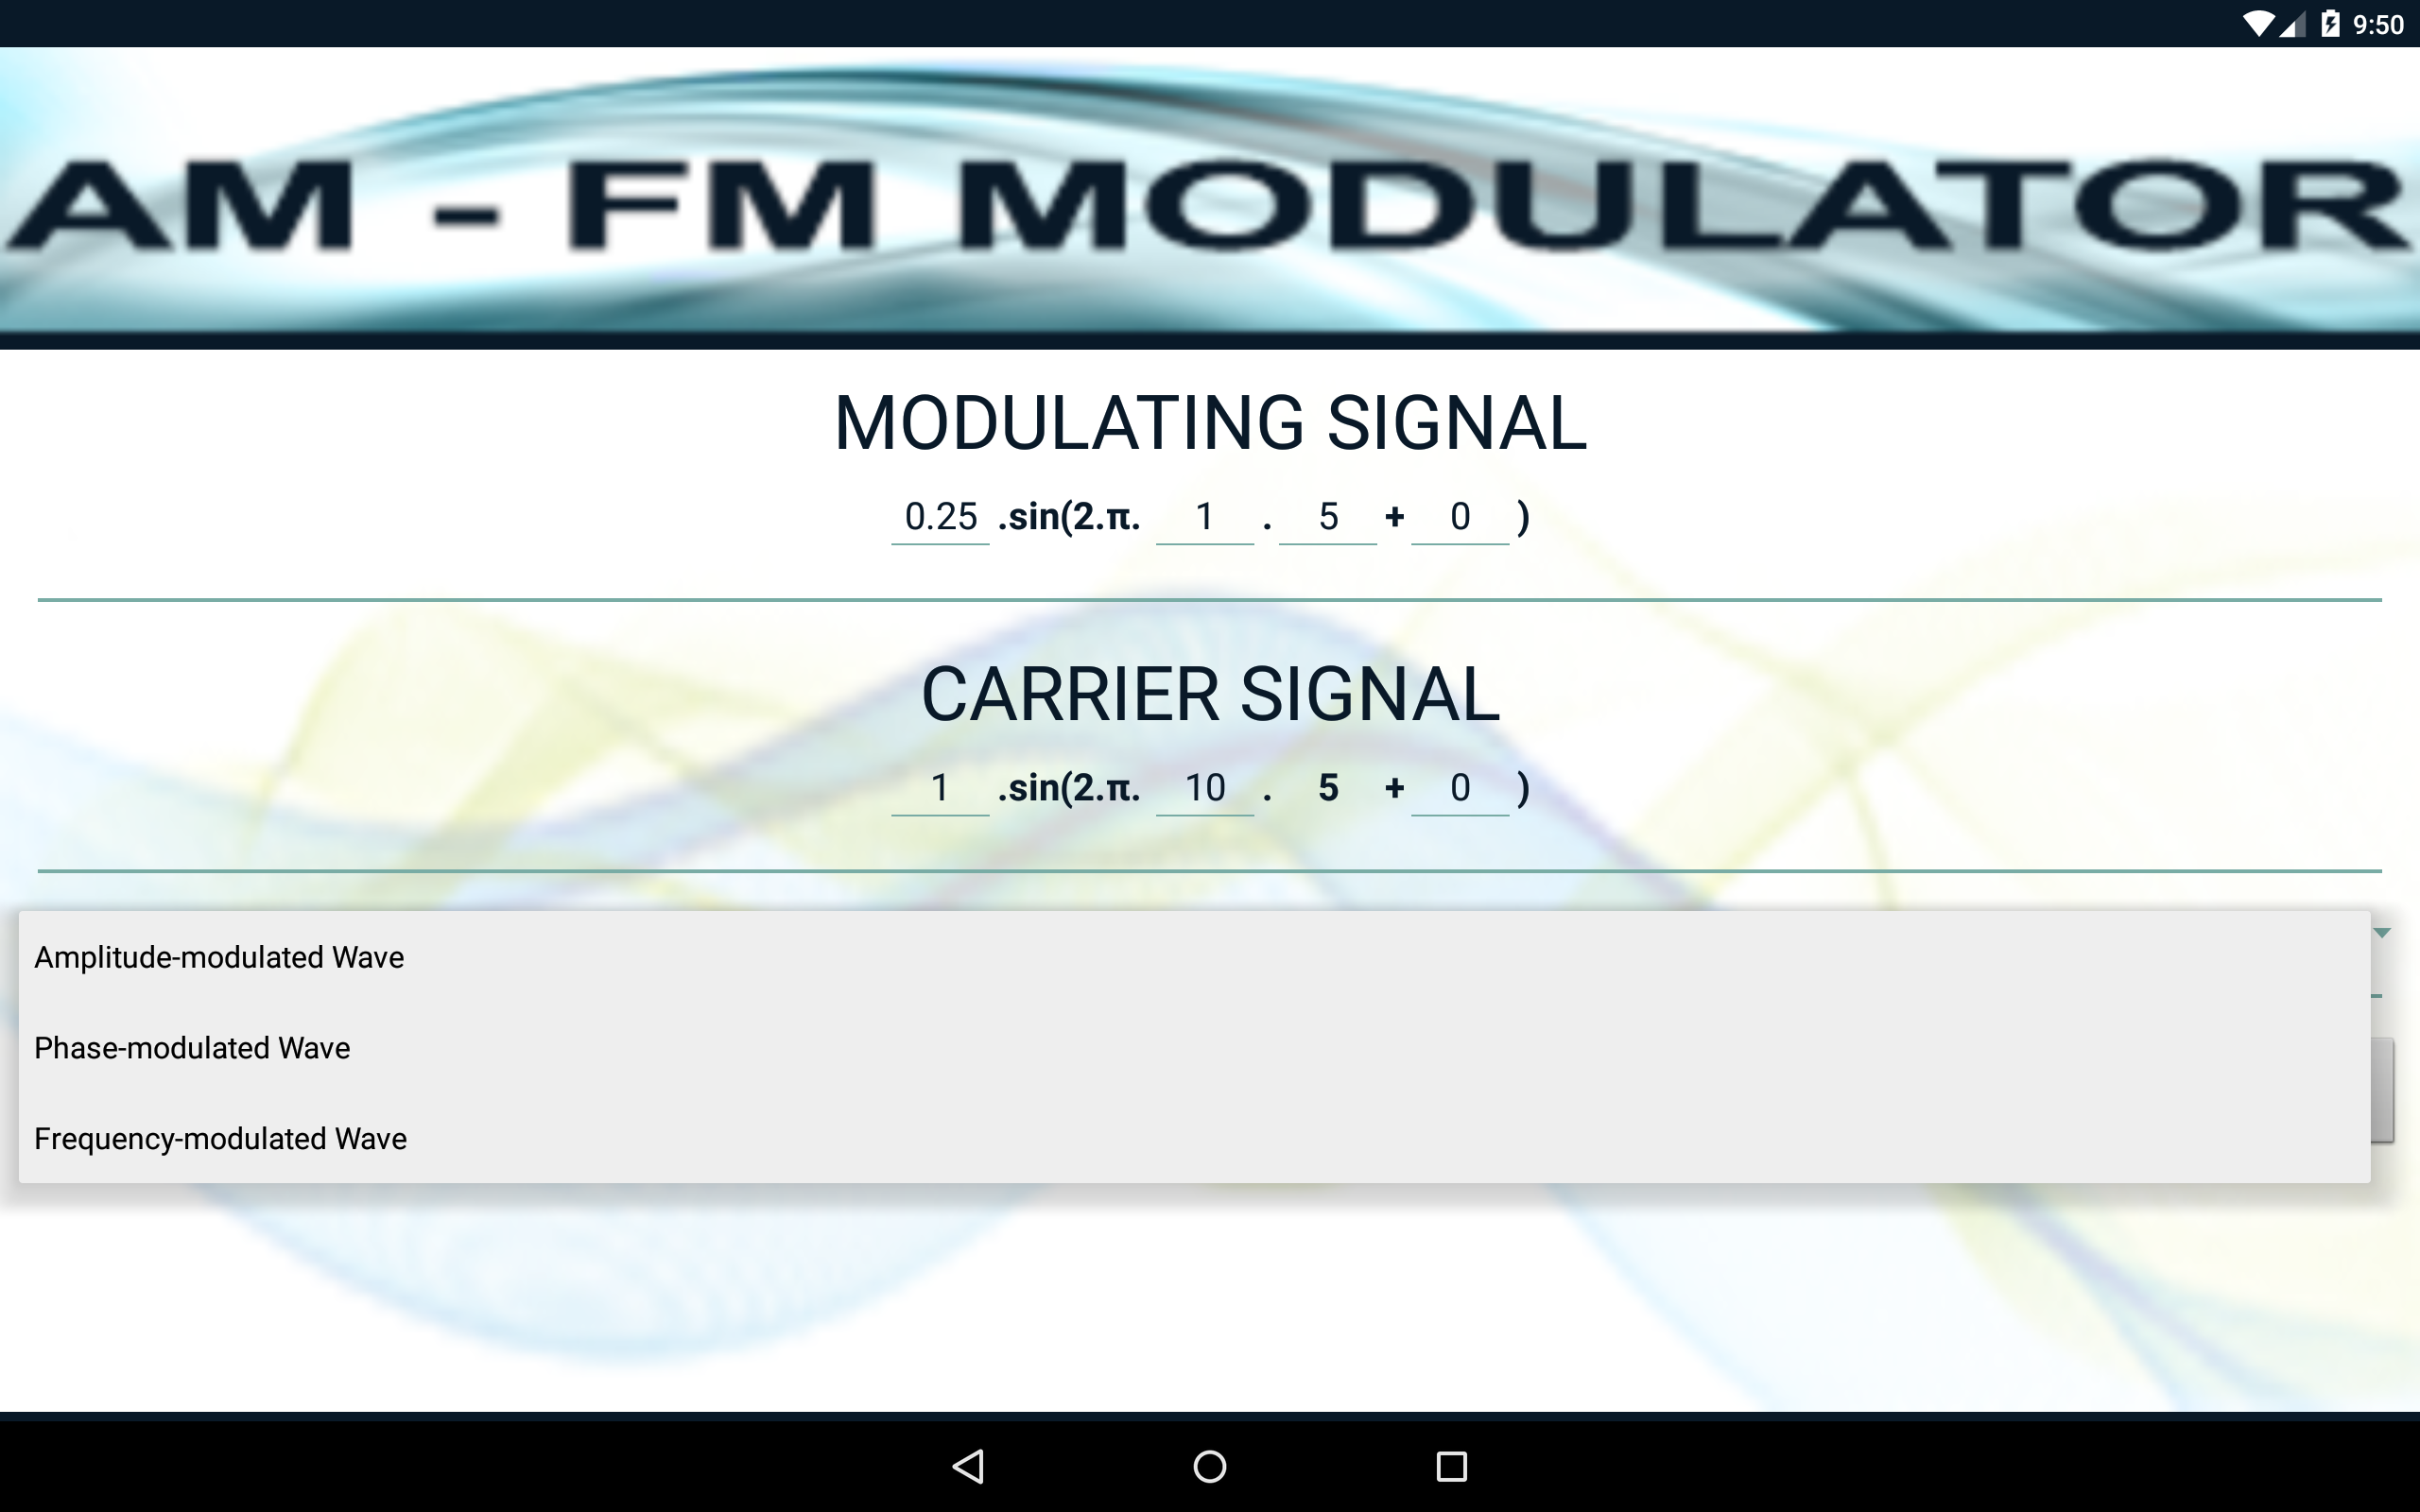 9:50
AM - FM MODULATOR
MODULATING SIGNAL
0.25 .sin(2.π. 1 . 5 + 0 )
CARRIER SIGNAL
1 .sin(2.π. 10 . 5 + 0 )
Amplitude-modulated Wave
Phase-modulated Wave
Frequency-modulated Wave